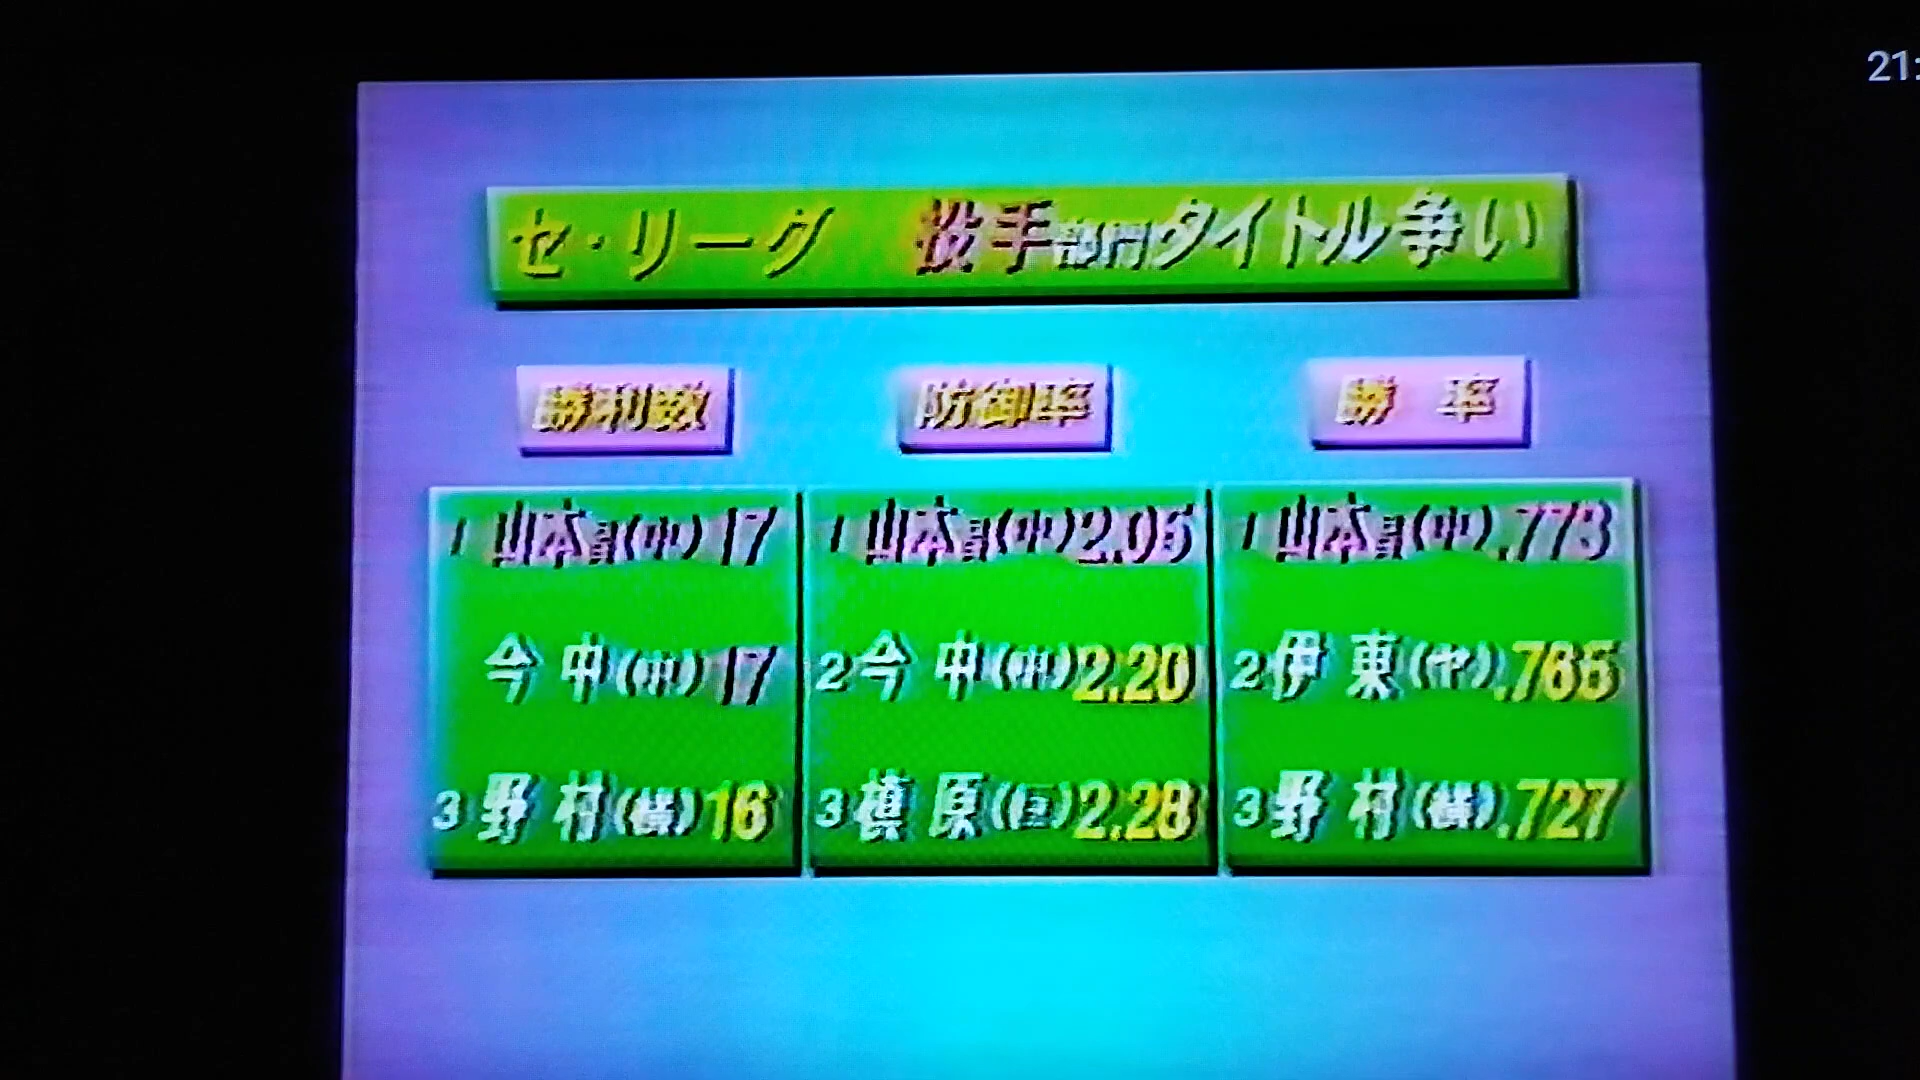 21:
セ・リーグ 投手部門タイトル争い
勝利数 防御率 勝 率
1 山本昌(中) 17 1 山本昌(中) 2.05 1 山本昌(中) .773
今 中(中) 17 2 今 中(中) 2.20 2 伊 東(ヤ) .765
3 野 村(横) 16 3 槙 原(巨) 2.28 3 野 村(横) .727